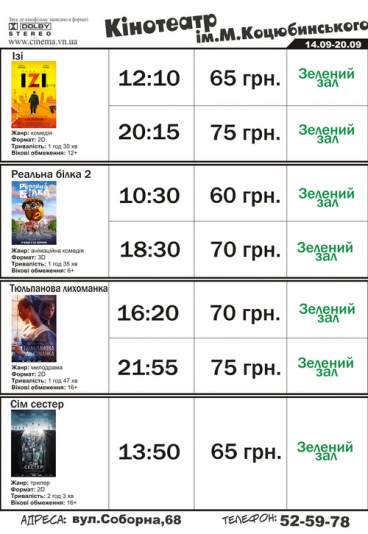 Звук де кінофільму записано в форматі
DOLBY
STEREO
www.cinema.vn.ua
Кінотеатр
ім.М.Коцюбинського
14.09-20.09
Ізі
ІЗІ
Жанр: комедія
Формат: 2D
Тривалість: 1 год 30 хв
Вікові обмеження: 12+
12:10 65 грн. Зелений зал
20:15 75 грн. Зелений зал
Реальна білка 2
РЕАЛЬНА БІЛКА
Жанр: анімаційна комедія
Формат: 3D
Тривалість: 1 год 35 хв
Вікові обмеження: 6+
10:30 60 грн. Зелений зал
18:30 70 грн. Зелений зал
Тюльпанова лихоманка
ТЮЛЬПАНОВА
ЛИХОМАНКА
Жанр: мелодрама
Формат: 2D
Тривалість: 1 год 47 хв
Вікові обмеження: 16+
16:20 70 грн. Зелений зал
21:55 75 грн. Зелений зал
Сім сестер
СІМ
СЕСТЕР
Жанр: трилер
Формат: 2D
Тривалість: 2 год 3 хв
Вікові обмеження: 16+
13:50 65 грн. Зелений зал
АДРЕСА: вул.Соборна,68 ТЕЛЕФОН: 52-59-78